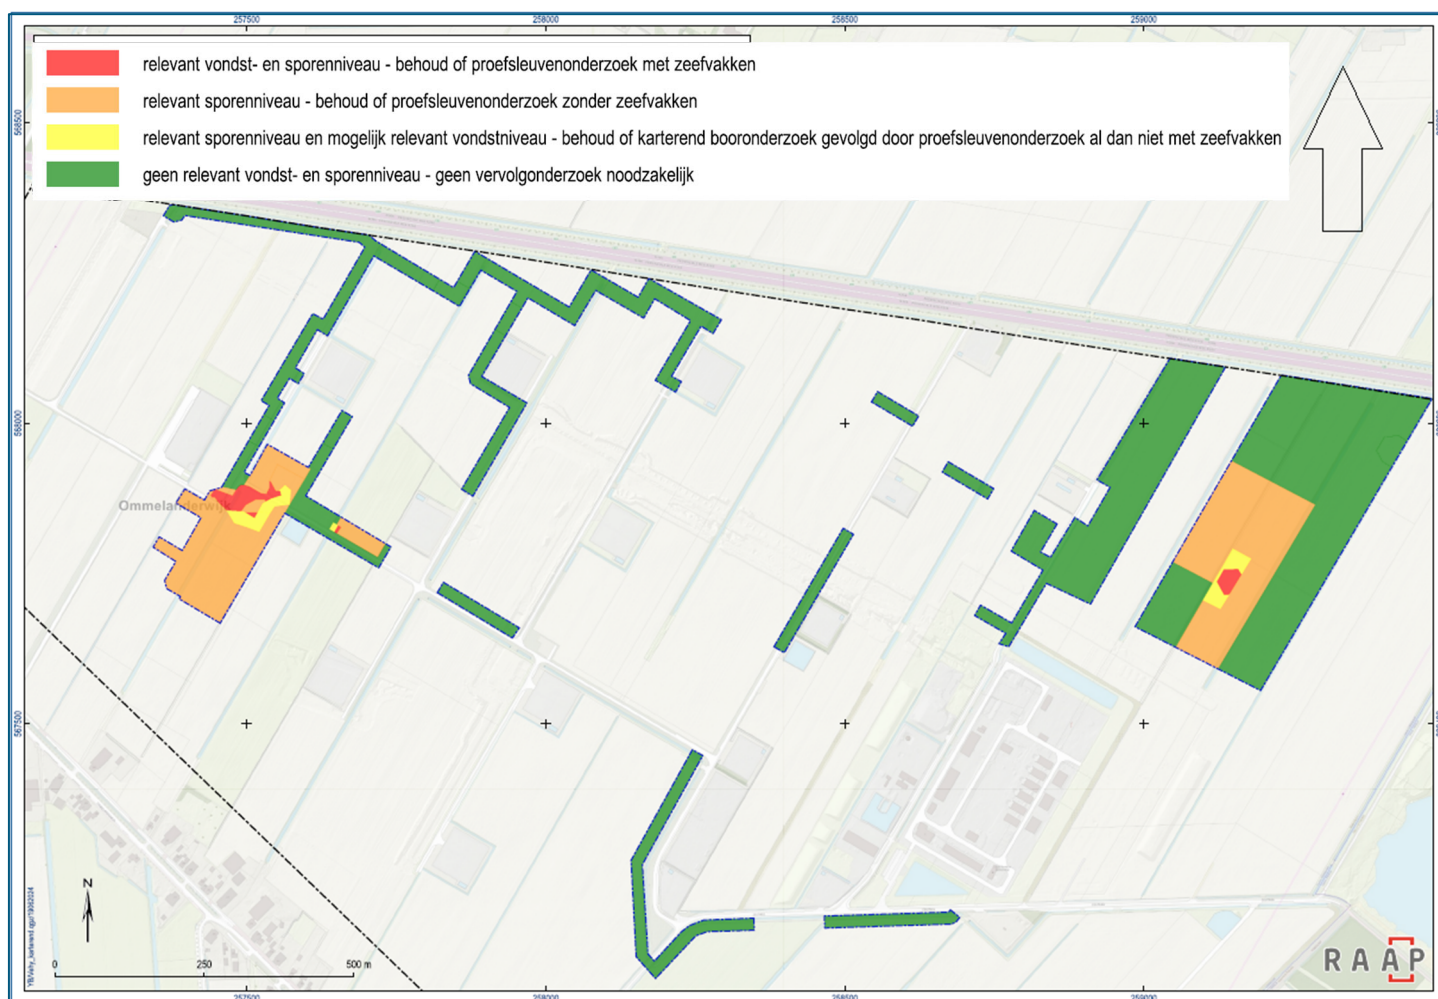 257500 258000 258500 259000
relevant vondst- en sporenniveau - behoud of proefsleuvenonderzoek met zeefvakken
relevant sporenniveau - behoud of proefsleuvenonderzoek zonder zeefvakken
relevant sporenniveau en mogelijk relevant vondstniveau - behoud of karterend booronderzoek gevolgd door proefsleuvenonderzoek al dan niet met zeefvakken
geen relevant vondst- en sporenniveau - geen vervolgonderzoek noodzakelijk
568500
568000
Ommelanderwijk
567500
N
0 250 500 m
RAAP
257500 258000 258500 259000